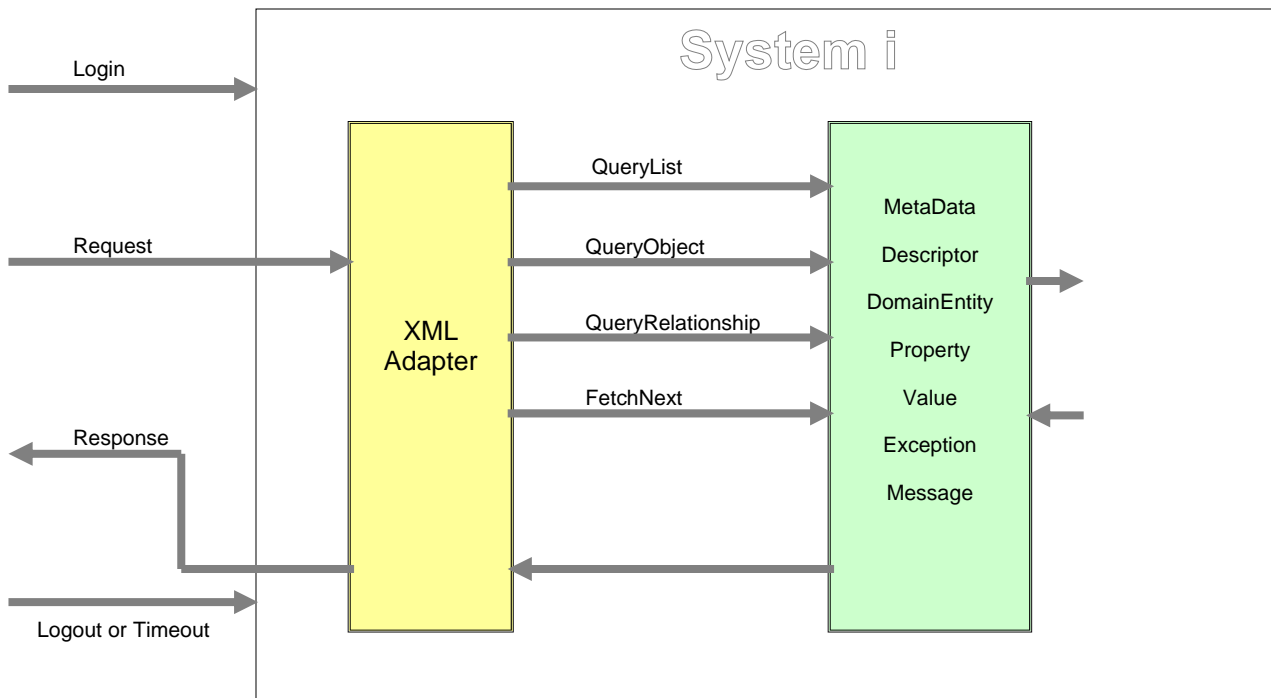 System i
Login
QueryList
MetaData
Request
QueryObject
Descriptor
DomainEntity
XML
Adapter
QueryRelationship
Property
FetchNext
Value
Response
Exception
Message
Logout or Timeout